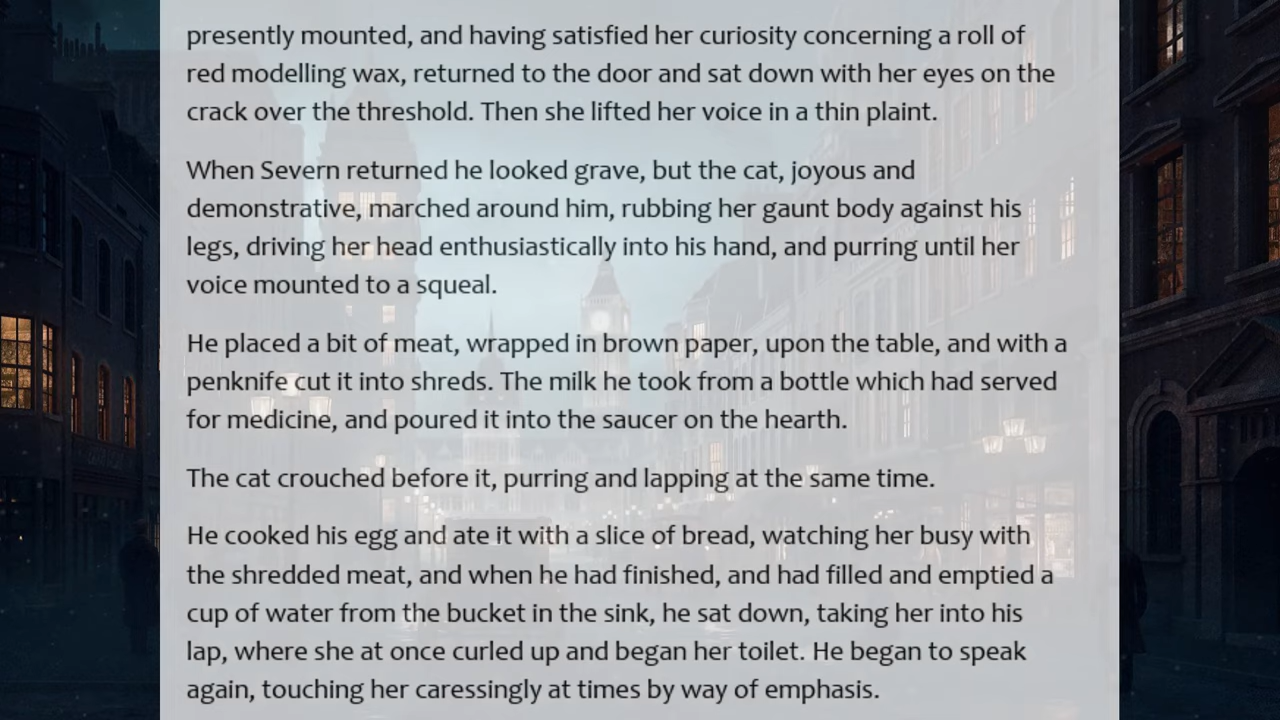 presently mounted, and having satisfied her curiosity concerning a roll of
red modelling wax, returned to the door and sat down with her eyes on the
crack over the threshold. Then she lifted her voice in a thin plaint.
When Severn returned he looked grave, but the cat, joyous and
demonstrative, marched around him, rubbing her gaunt body against his
legs, driving her head enthusiastically into his hand, and purring until her
voice mounted to a squeal.
He placed a bit of meat, wrapped in brown paper, upon the table, and with a
penknife cut it into shreds. The milk he took from a bottle which had served
for medicine, and poured it into the saucer on the hearth.
The cat crouched before it, purring and lapping at the same time.
He cooked his egg and ate it with a slice of bread, watching her busy with
the shredded meat, and when he had finished, and had filled and emptied a
cup of water from the bucket in the sink, he sat down, taking her into his
lap, where she at once curled up and began her toilet. He began to speak
again, touching her caressingly at times by way of emphasis.